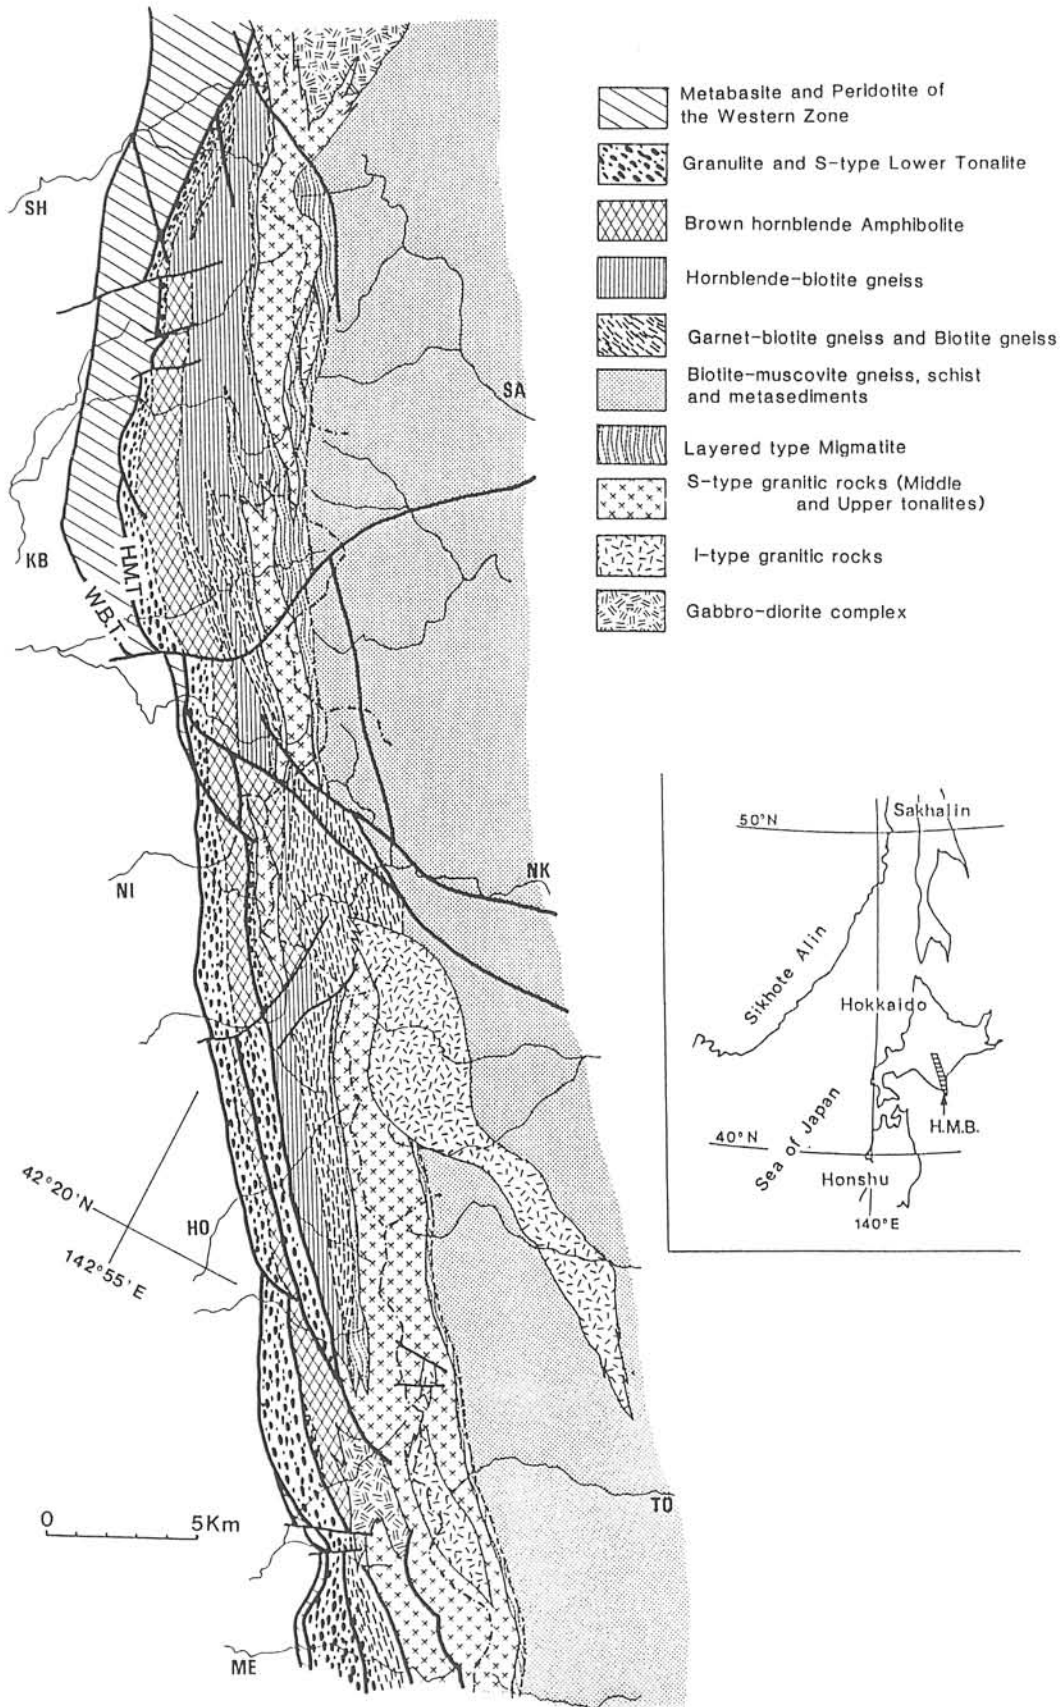 Metabasite and Peridotite of
the Western Zone
Granulite and S-type Lower Tonalite
Brown hornblende Amphibolite
Hornblende-biotite gneiss
Garnet-biotite gneiss and Biotite gneiss
Biotite-muscovite gneiss, schist
and metasediments
Layered type Migmatite
S-type granitic rocks (Middle
and Upper tonalites)
I-type granitic rocks
Gabbro-diorite complex
SH
SA
KB
H.M.T
W.B.T.
NI
NK
42°20'N
142°55'E
HO
0 5Km
TO
ME
50°N
Sakhalin
Sikhote Alin
Hokkaido
Sea of Japan
H.M.B.
40°N
Honshu
140°E